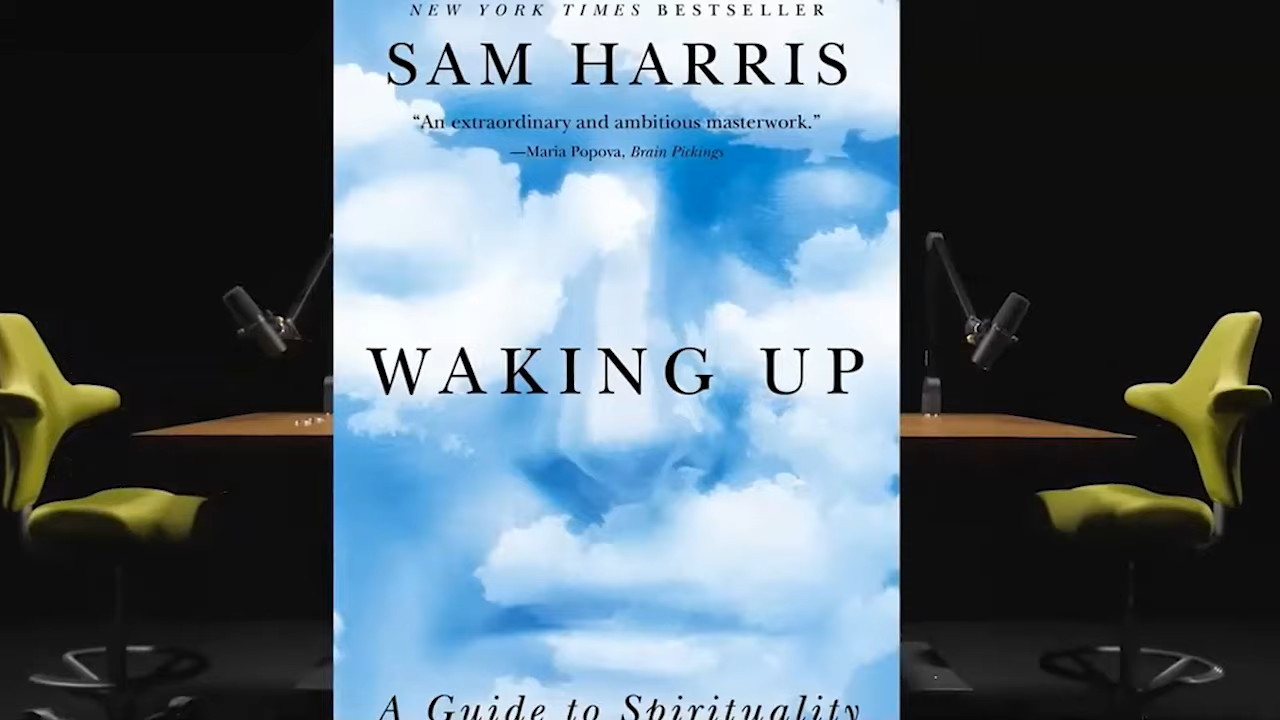 NEW YORK TIMES BESTSELLER
SAM HARRIS
“An extraordinary and ambitious masterwork.”
—Maria Popova, Brain Pickings
WAKING UP
A Guide to Spirituality